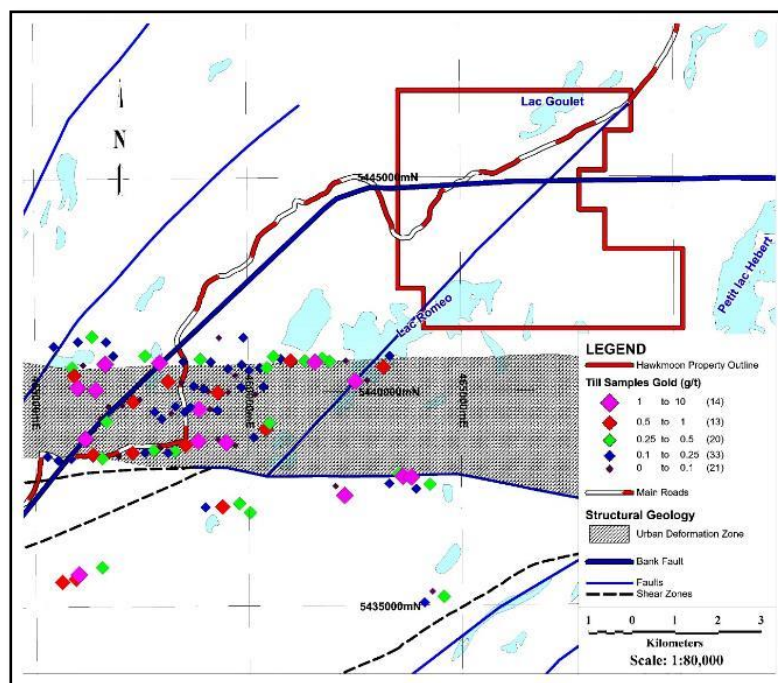 Lac Goulet
N
5445000mN
Petit lac Hebert
Lac Romeo
5440000mN
5435000mN
LEGEND
Hawkmoon Property Outline
Till Samples Gold (g/t)
1 to 10 (14)
0.5 to 1 (13)
0.25 to 0.5 (20)
0.1 to 0.25 (33)
0 to 0.1 (21)
Main Roads
Structural Geology
Urban Deformation Zone
Bank Fault
Faults
Shear Zones
1 0 1 2 3
Kilometers
Scale: 1:80,000